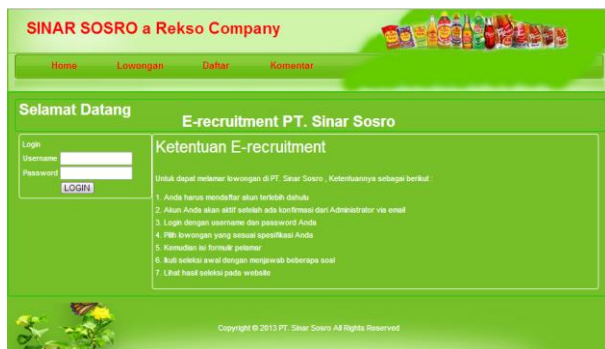 SINAR SOSRO a Rekso Company
Home Lowongan Daftar Komentar
Selamat Datang
E-recruitment PT. Sinar Sosro
Login
Username
Password
LOGIN
Ketentuan E-recruitment
Untuk dapat melamar lowongan di PT. Sinar Sosro , Ketentuannya sebagai berikut :
1. Anda harus mendaftar akun terlebih dahulu
2. Akun Anda akan aktif setelah ada konfirmasi dari Administrator via email
3. Login dengan username dan password Anda
4. Pilih lowongan yang sesuai spesifikasi Anda
5. Kemudian isi formulir pelamar
6. Ikuti seleksi awal dengan menjawab beberapa soal
7. Lihat hasil seleksi pada website
Copyright © 2013 PT. Sinar Sosro All Rights Reserved